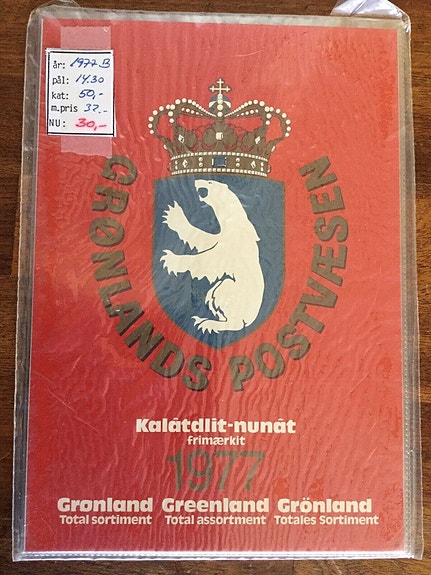 år: 1977 B
pål: 14.30
kat: 50,-
m.pris 37,-
NU: 30,-
GRØNLANDS POSTVÆSEN
Kalâtdlit-nunât
frimærkit
1977
Grønland Greenland Grönland
Total sortiment Total assortment Totales Sortiment